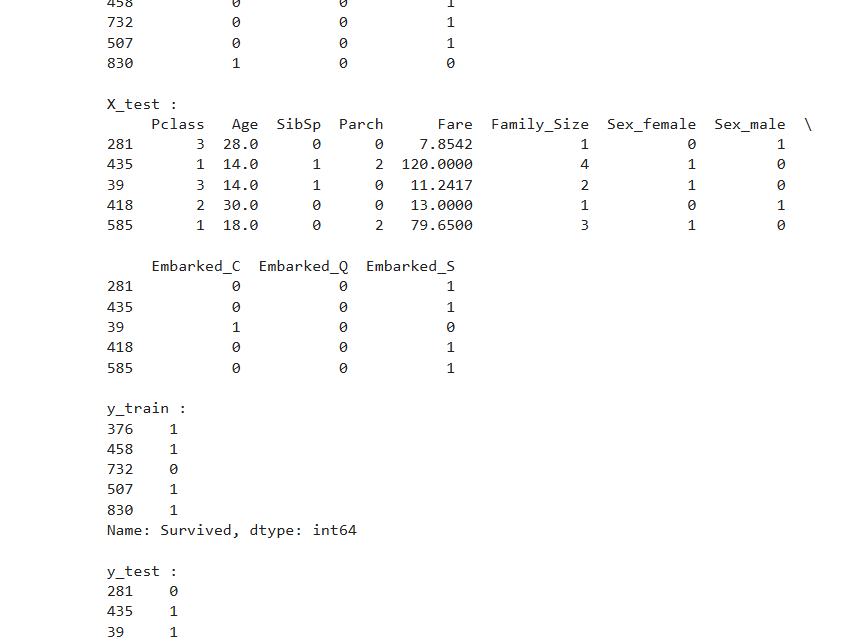 458 0 0 1
732 0 0 1
507 0 0 1
830 1 0 0
X_test :
Pclass Age SibSp Parch Fare Family_Size Sex_female Sex_male \
281 3 28.0 0 0 7.8542 1 0 1
435 1 14.0 1 2 120.0000 4 1 0
39 3 14.0 1 0 11.2417 2 1 0
418 2 30.0 0 0 13.0000 1 0 1
585 1 18.0 0 2 79.6500 3 1 0
Embarked_C Embarked_Q Embarked_S
281 0 0 1
435 0 0 1
39 1 0 0
418 0 0 1
585 0 0 1
y_train :
376 1
458 1
732 0
507 1
830 1
Name: Survived, dtype: int64
y_test :
281 0
435 1
39 1